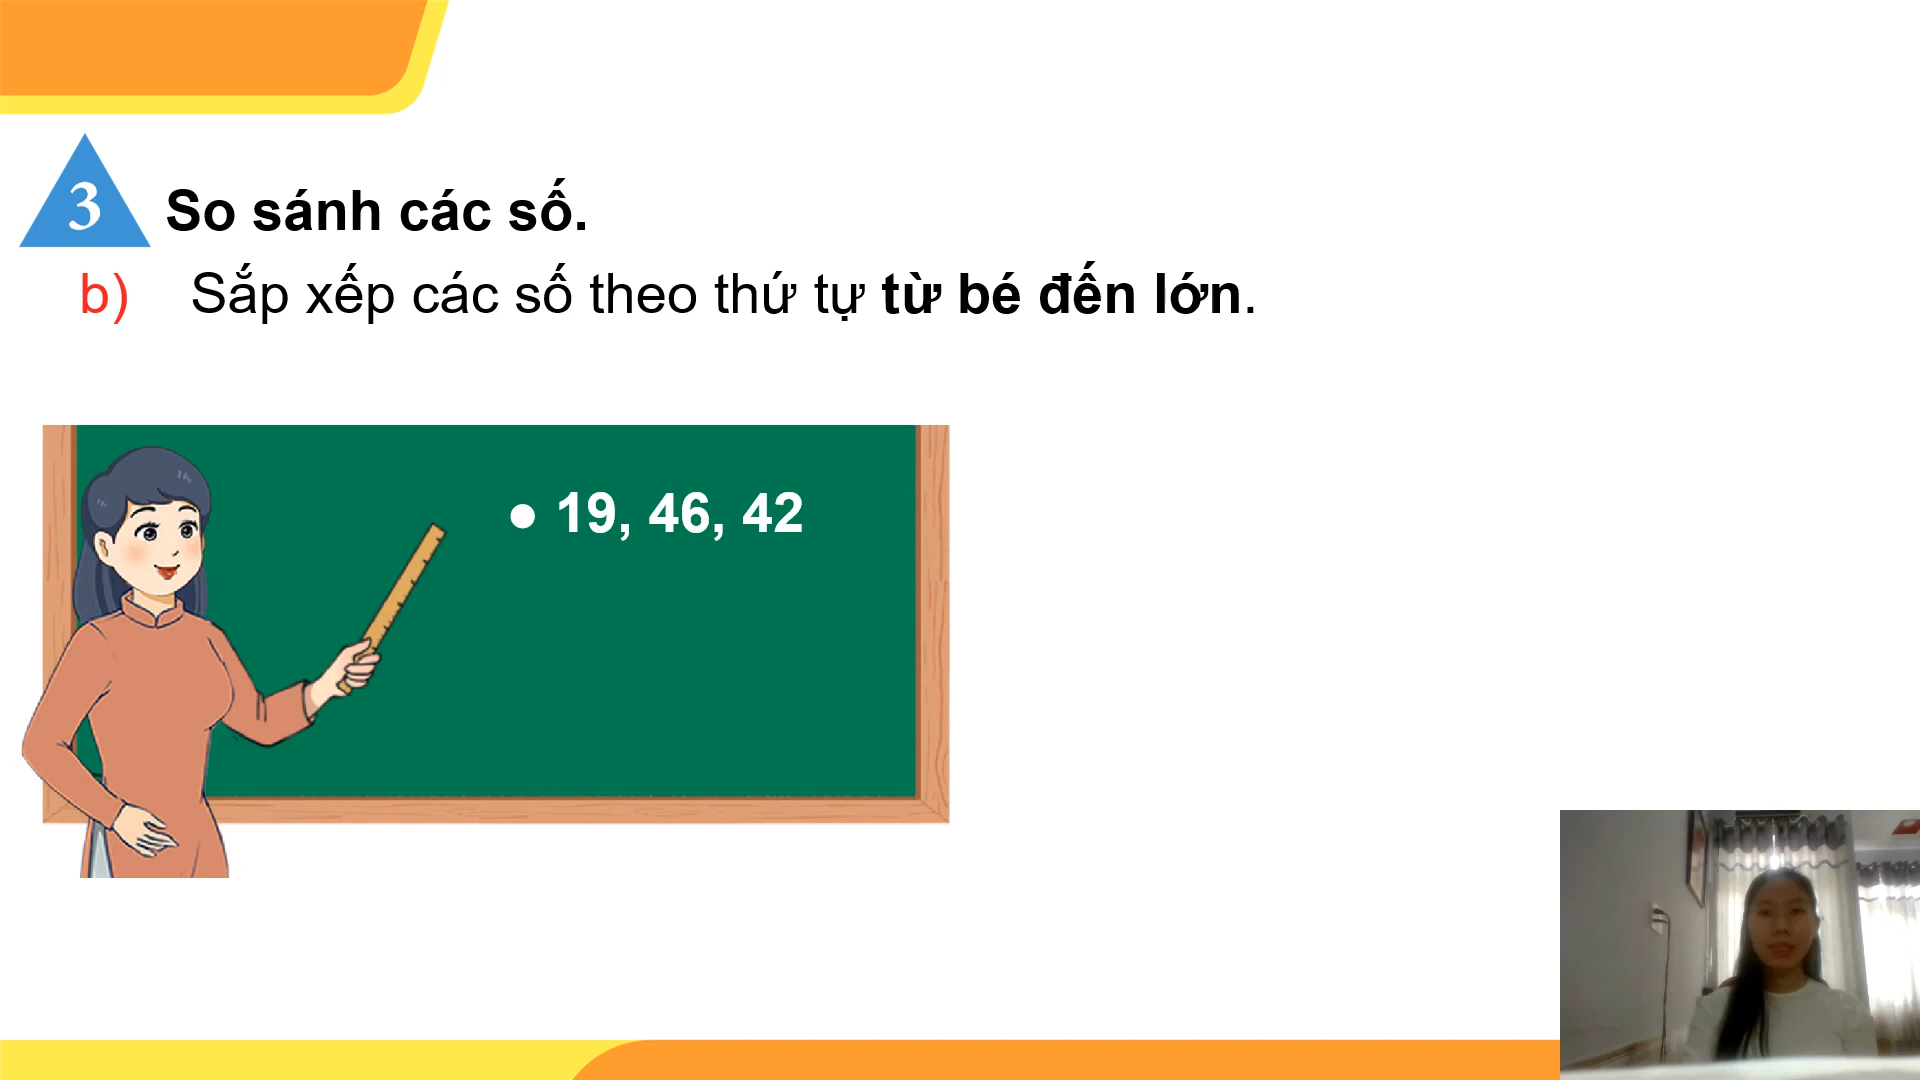 3 So sánh các số.
b) Sắp xếp các số theo thứ tự từ bé đến lớn.
● 19, 46, 42